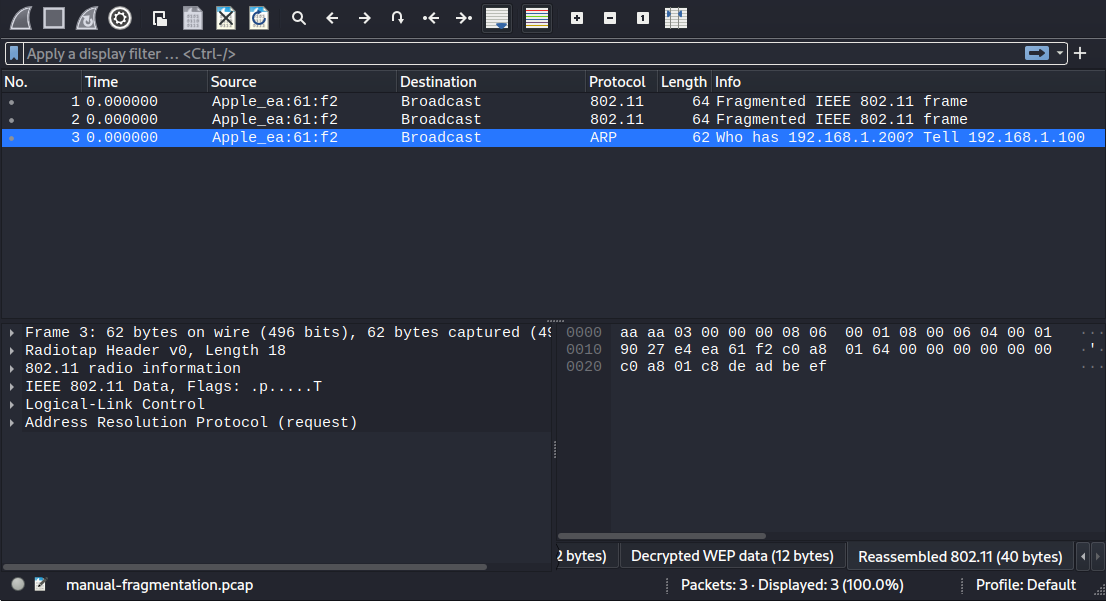 1
Apply a display filter … <Ctrl-/>
No. Time Source Destination Protocol Length Info
1 0.000000 Apple_ea:61:f2 Broadcast 802.11 64 Fragmented IEEE 802.11 frame
2 0.000000 Apple_ea:61:f2 Broadcast 802.11 64 Fragmented IEEE 802.11 frame
3 0.000000 Apple_ea:61:f2 Broadcast ARP 62 Who has 192.168.1.200? Tell 192.168.1.100
Frame 3: 62 bytes on wire (496 bits), 62 bytes captured (49
Radiotap Header v0, Length 18
802.11 radio information
IEEE 802.11 Data, Flags: .p.....T
Logical-Link Control
Address Resolution Protocol (request)
0000 aa aa 03 00 00 00 08 06 00 01 08 00 06 04 00 01 ···
0010 90 27 e4 ea 61 f2 c0 a8 01 64 00 00 00 00 00 00 ·'·
0020 c0 a8 01 c8 de ad be ef ···
2 bytes) Decrypted WEP data (12 bytes) Reassembled 802.11 (40 bytes)
manual-fragmentation.pcap Packets: 3 · Displayed: 3 (100.0%) Profile: Default